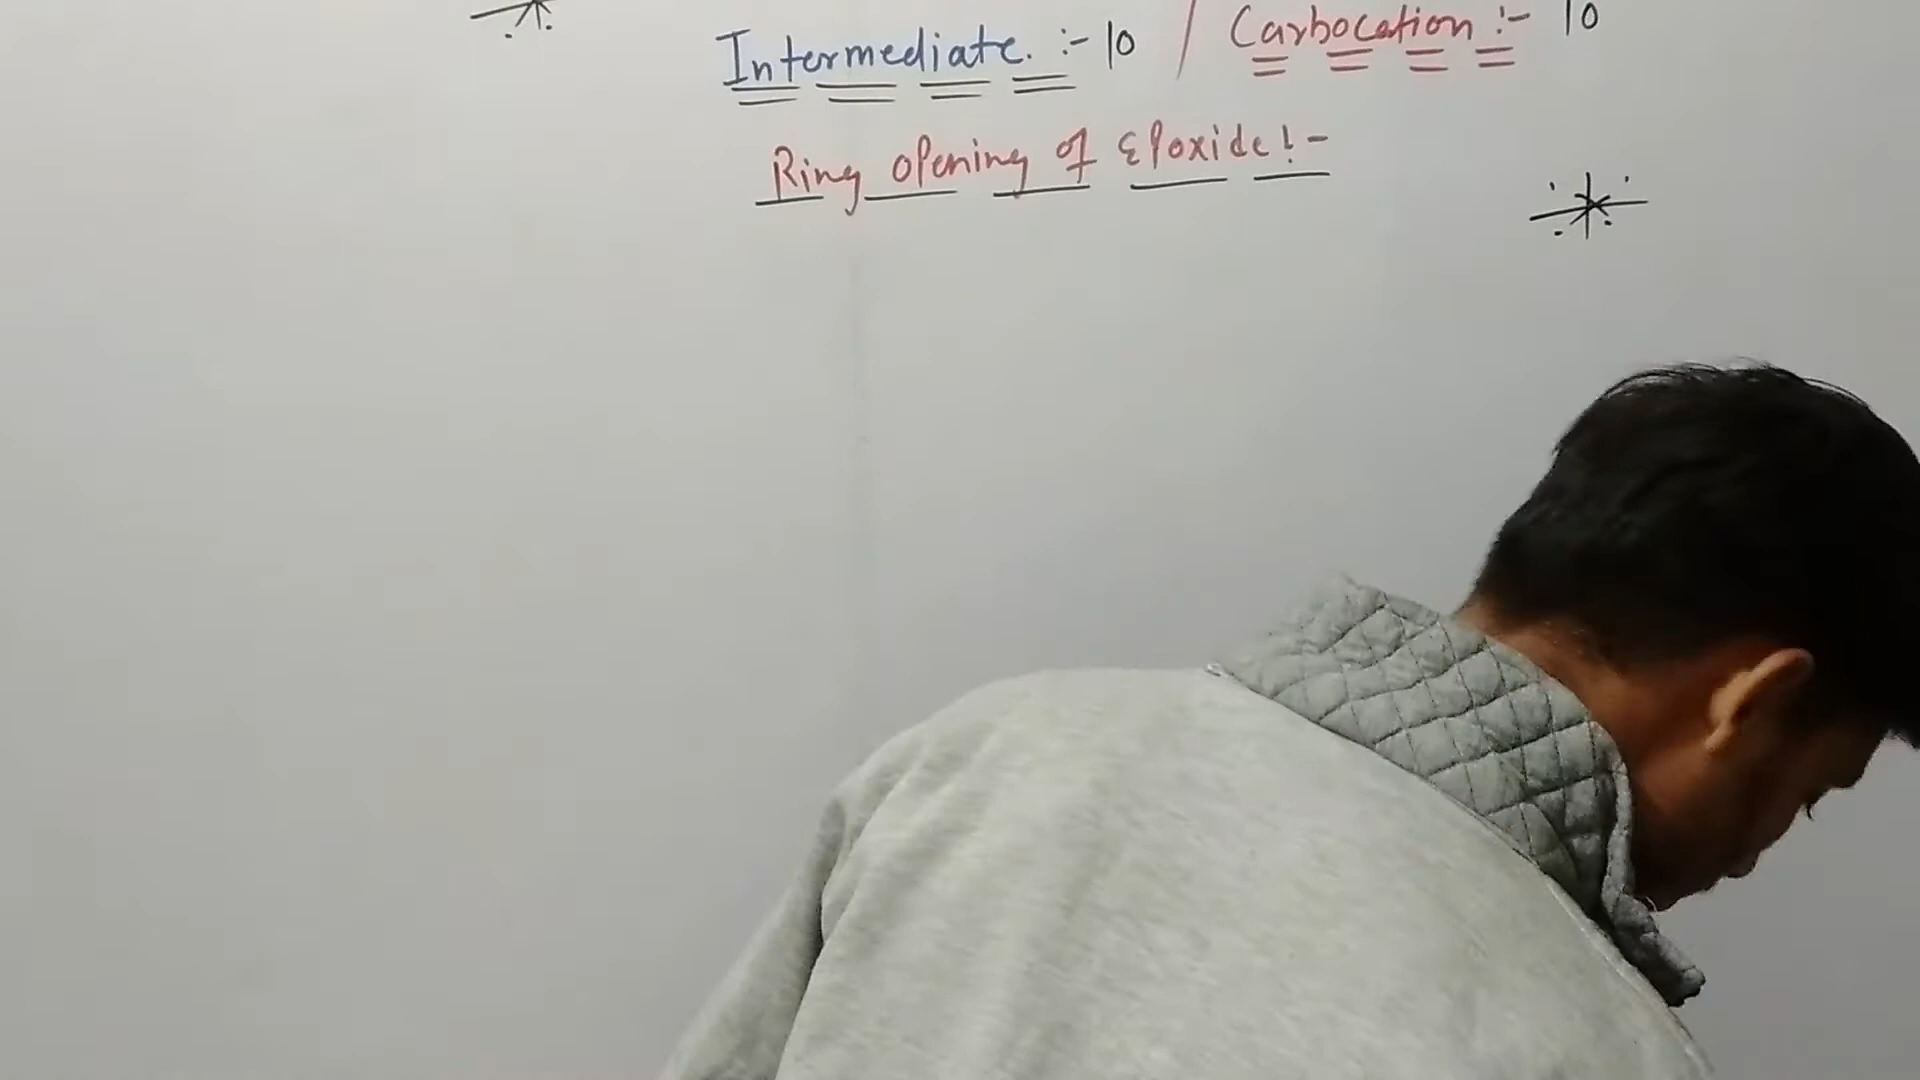 Intermediate. :- 10 / Carbocation :- 10
Ring opening of Epoxide :-